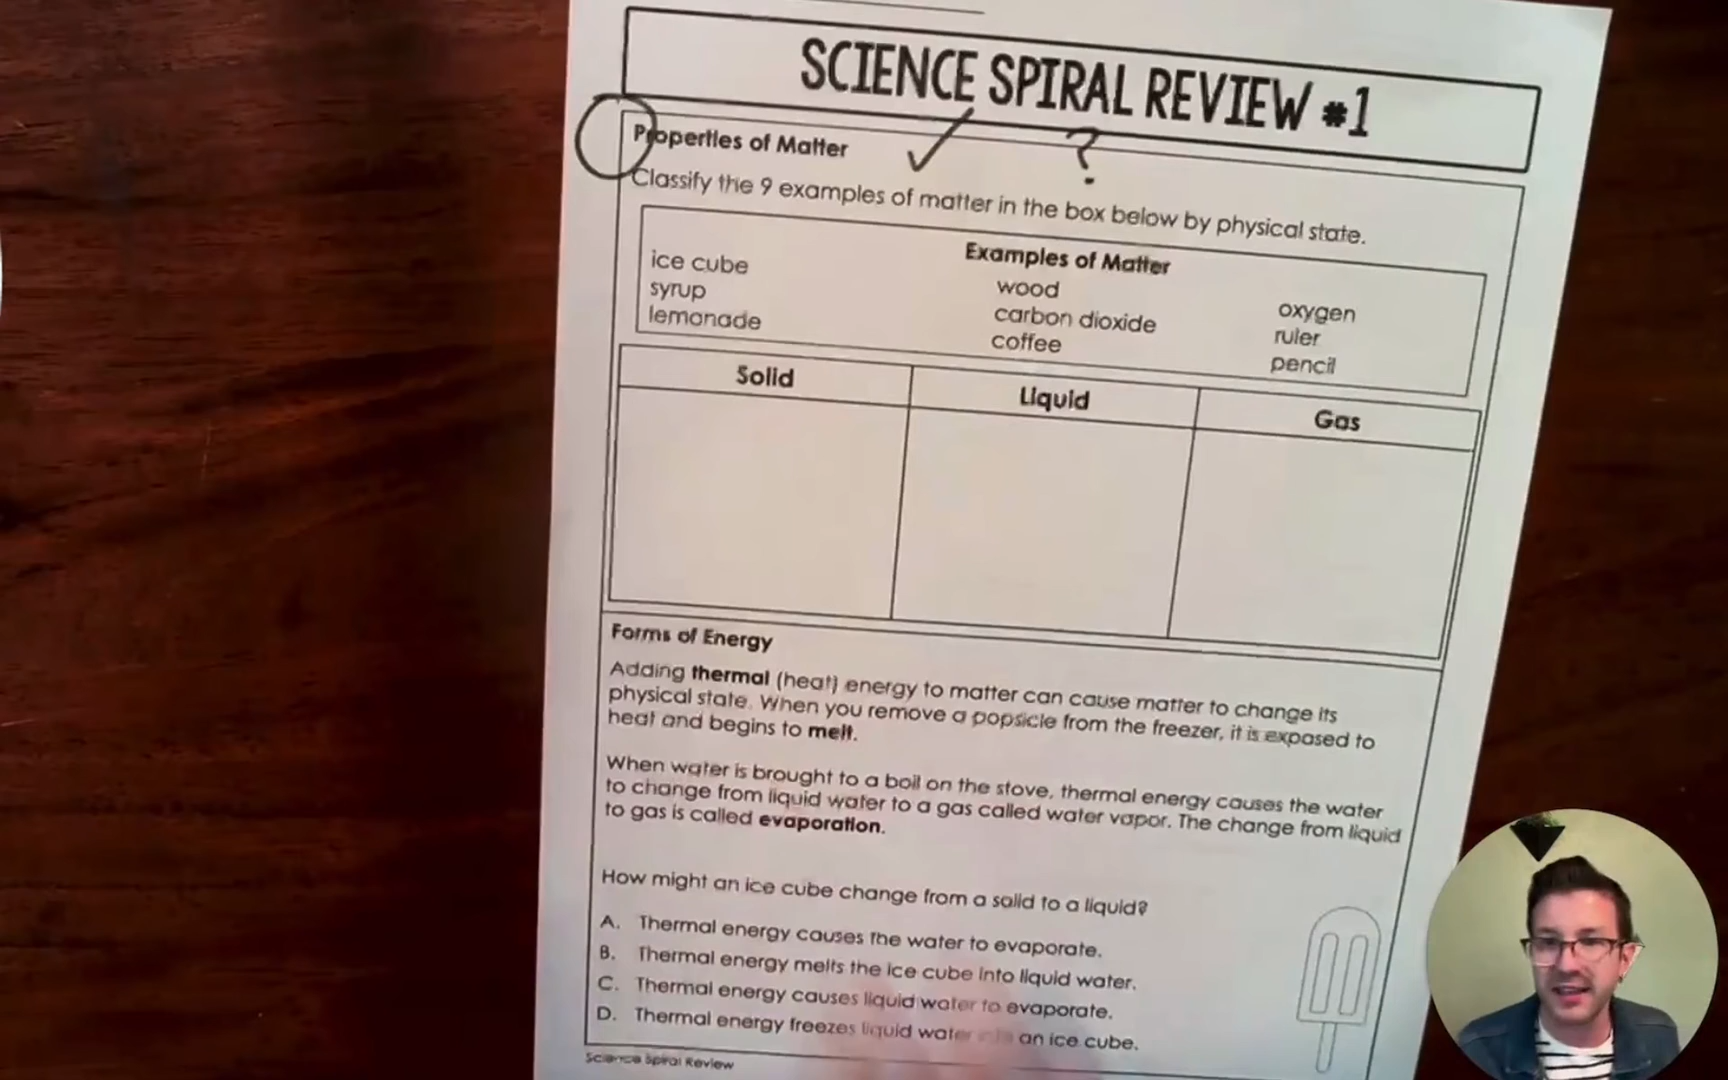 SCIENCE SPIRAL REVIEW #1
Properties of Matter ✓ ?
Classify the 9 examples of matter in the box below by physical state.
Examples of Matter
ice cube
syrup
lemonade
wood
carbon dioxide
coffee
oxygen
ruler
pencil
Solid
Liquid
Gas
Forms of Energy
Adding thermal (heat) energy to matter can cause matter to change its
physical state. When you remove a popsicle from the freezer, it is exposed to
heat and begins to melt.
When water is brought to a boil on the stove, thermal energy causes the water
to change from liquid water to a gas called water vapor. The change from liquid
to gas is called evaporation.
How might an ice cube change from a solid to a liquid?
A. Thermal energy causes the water to evaporate.
B. Thermal energy melts the ice cube into liquid water.
C. Thermal energy causes liquid water to evaporate.
D. Thermal energy freezes liquid water into an ice cube.
Science Spiral Review